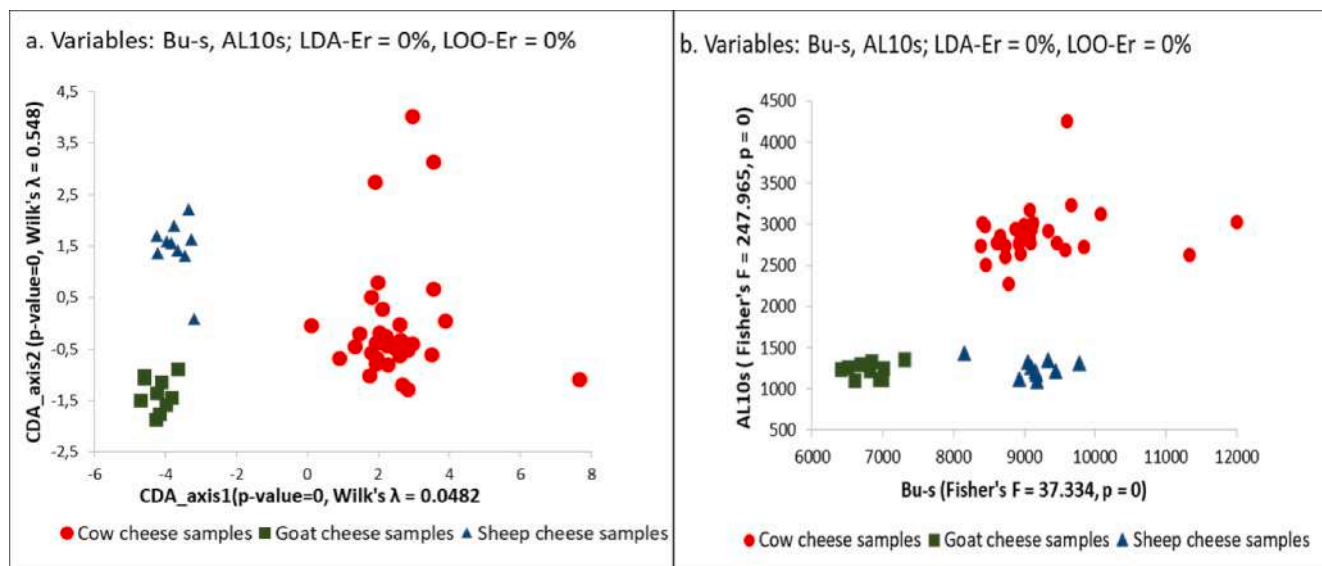 a. Variables: Bu-s, AL10s; LDA-Er = 0%, LOO-Er = 0%
CDA_axis2 (p-value=0, Wilk's λ = 0.548)
4,5
3,5
2,5
1,5
0,5
-0,5
-1,5
-2,5
-6
-4
-2
0
2
4
6
8
CDA_axis1(p-value=0, Wilk's λ = 0.0482
Cow cheese samples
Goat cheese samples
Sheep cheese samples
b. Variables: Bu-s, AL10s; LDA-Er = 0%, LOO-Er = 0%
AL10s ( Fisher's F = 247.965, p = 0)
4500
4000
3500
3000
2500
2000
1500
1000
500
6000
7000
8000
9000
10000
11000
12000
Bu-s (Fisher's F = 37.334, p = 0)
Cow cheese samples
Goat cheese samples
Sheep cheese samples